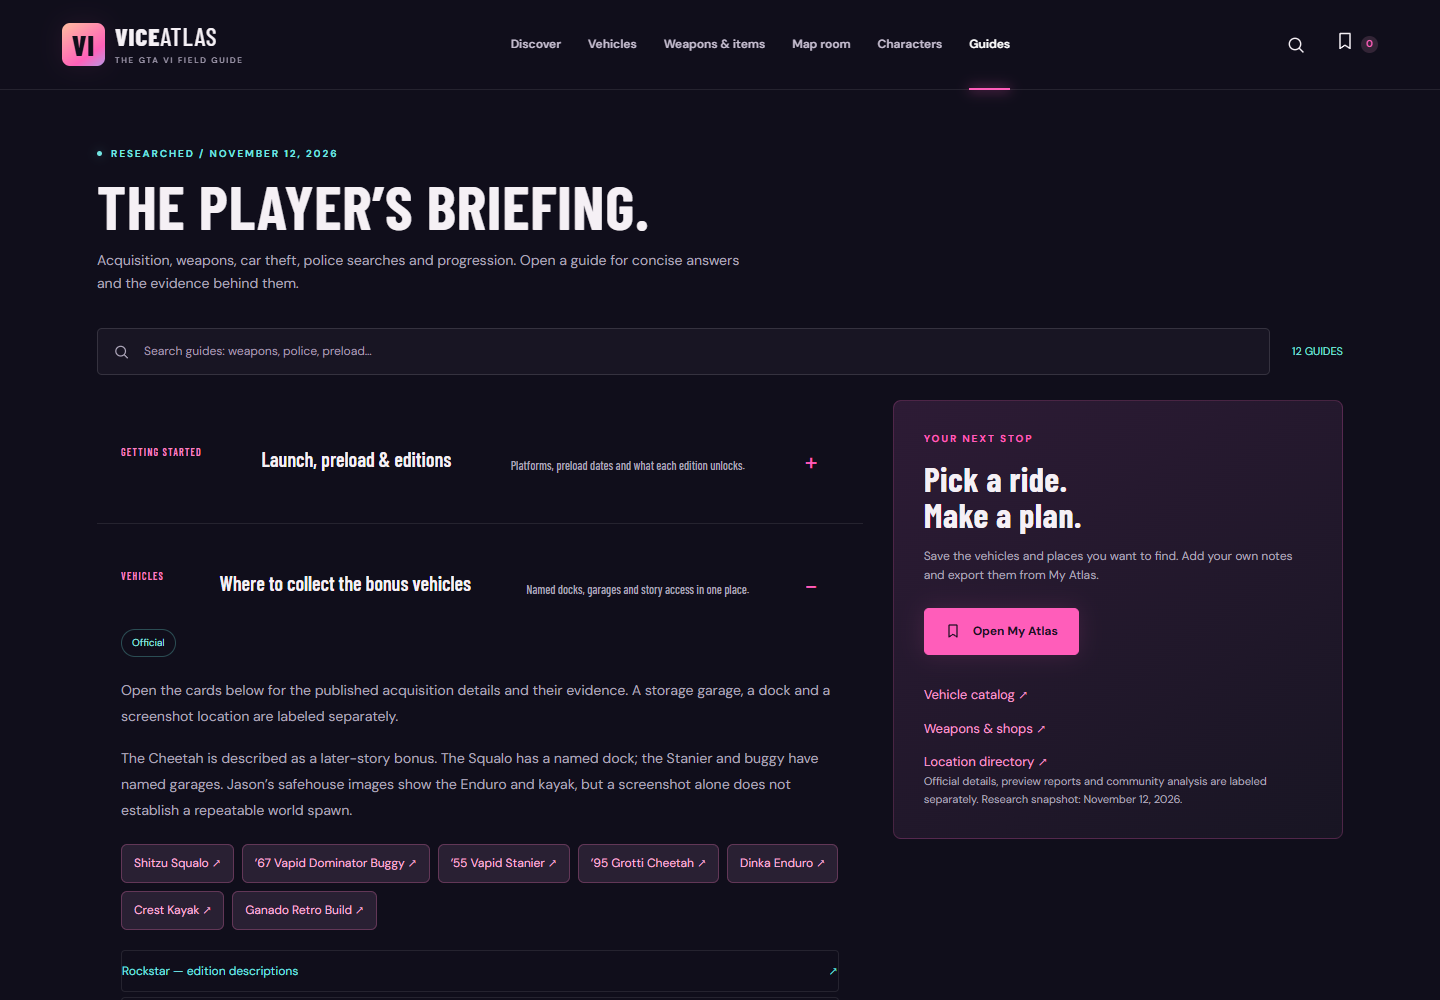 VI
VICEATLAS
THE GTA VI FIELD GUIDE
Discover
Vehicles
Weapons & items
Map room
Characters
Guides
0
RESEARCHED / NOVEMBER 12, 2026
THE PLAYER’S BRIEFING.
Acquisition, weapons, car theft, police searches and progression. Open a guide for concise answers
and the evidence behind them.
Search guides: weapons, police, preload…
12 GUIDES
GETTING STARTED
Launch, preload & editions
Platforms, preload dates and what each edition unlocks.
+
VEHICLES
Where to collect the bonus vehicles
Named docks, garages and story access in one place.
−
Official
Open the cards below for the published acquisition details and their evidence. A storage garage, a dock and a
screenshot location are labeled separately.
The Cheetah is described as a later-story bonus. The Squalo has a named dock; the Stanier and buggy have
named garages. Jason’s safehouse images show the Enduro and kayak, but a screenshot alone does not
establish a repeatable world spawn.
Shitzu Squalo ↗
’67 Vapid Dominator Buggy ↗
’55 Vapid Stanier ↗
’95 Grotti Cheetah ↗
Dinka Enduro ↗
Crest Kayak ↗
Ganado Retro Build ↗
Rockstar — edition descriptions ↗
YOUR NEXT STOP
Pick a ride.
Make a plan.
Save the vehicles and places you want to find. Add your own notes
and export them from My Atlas.
Open My Atlas
Vehicle catalog ↗
Weapons & shops ↗
Location directory ↗
Official details, preview reports and community analysis are labeled
separately. Research snapshot: November 12, 2026.